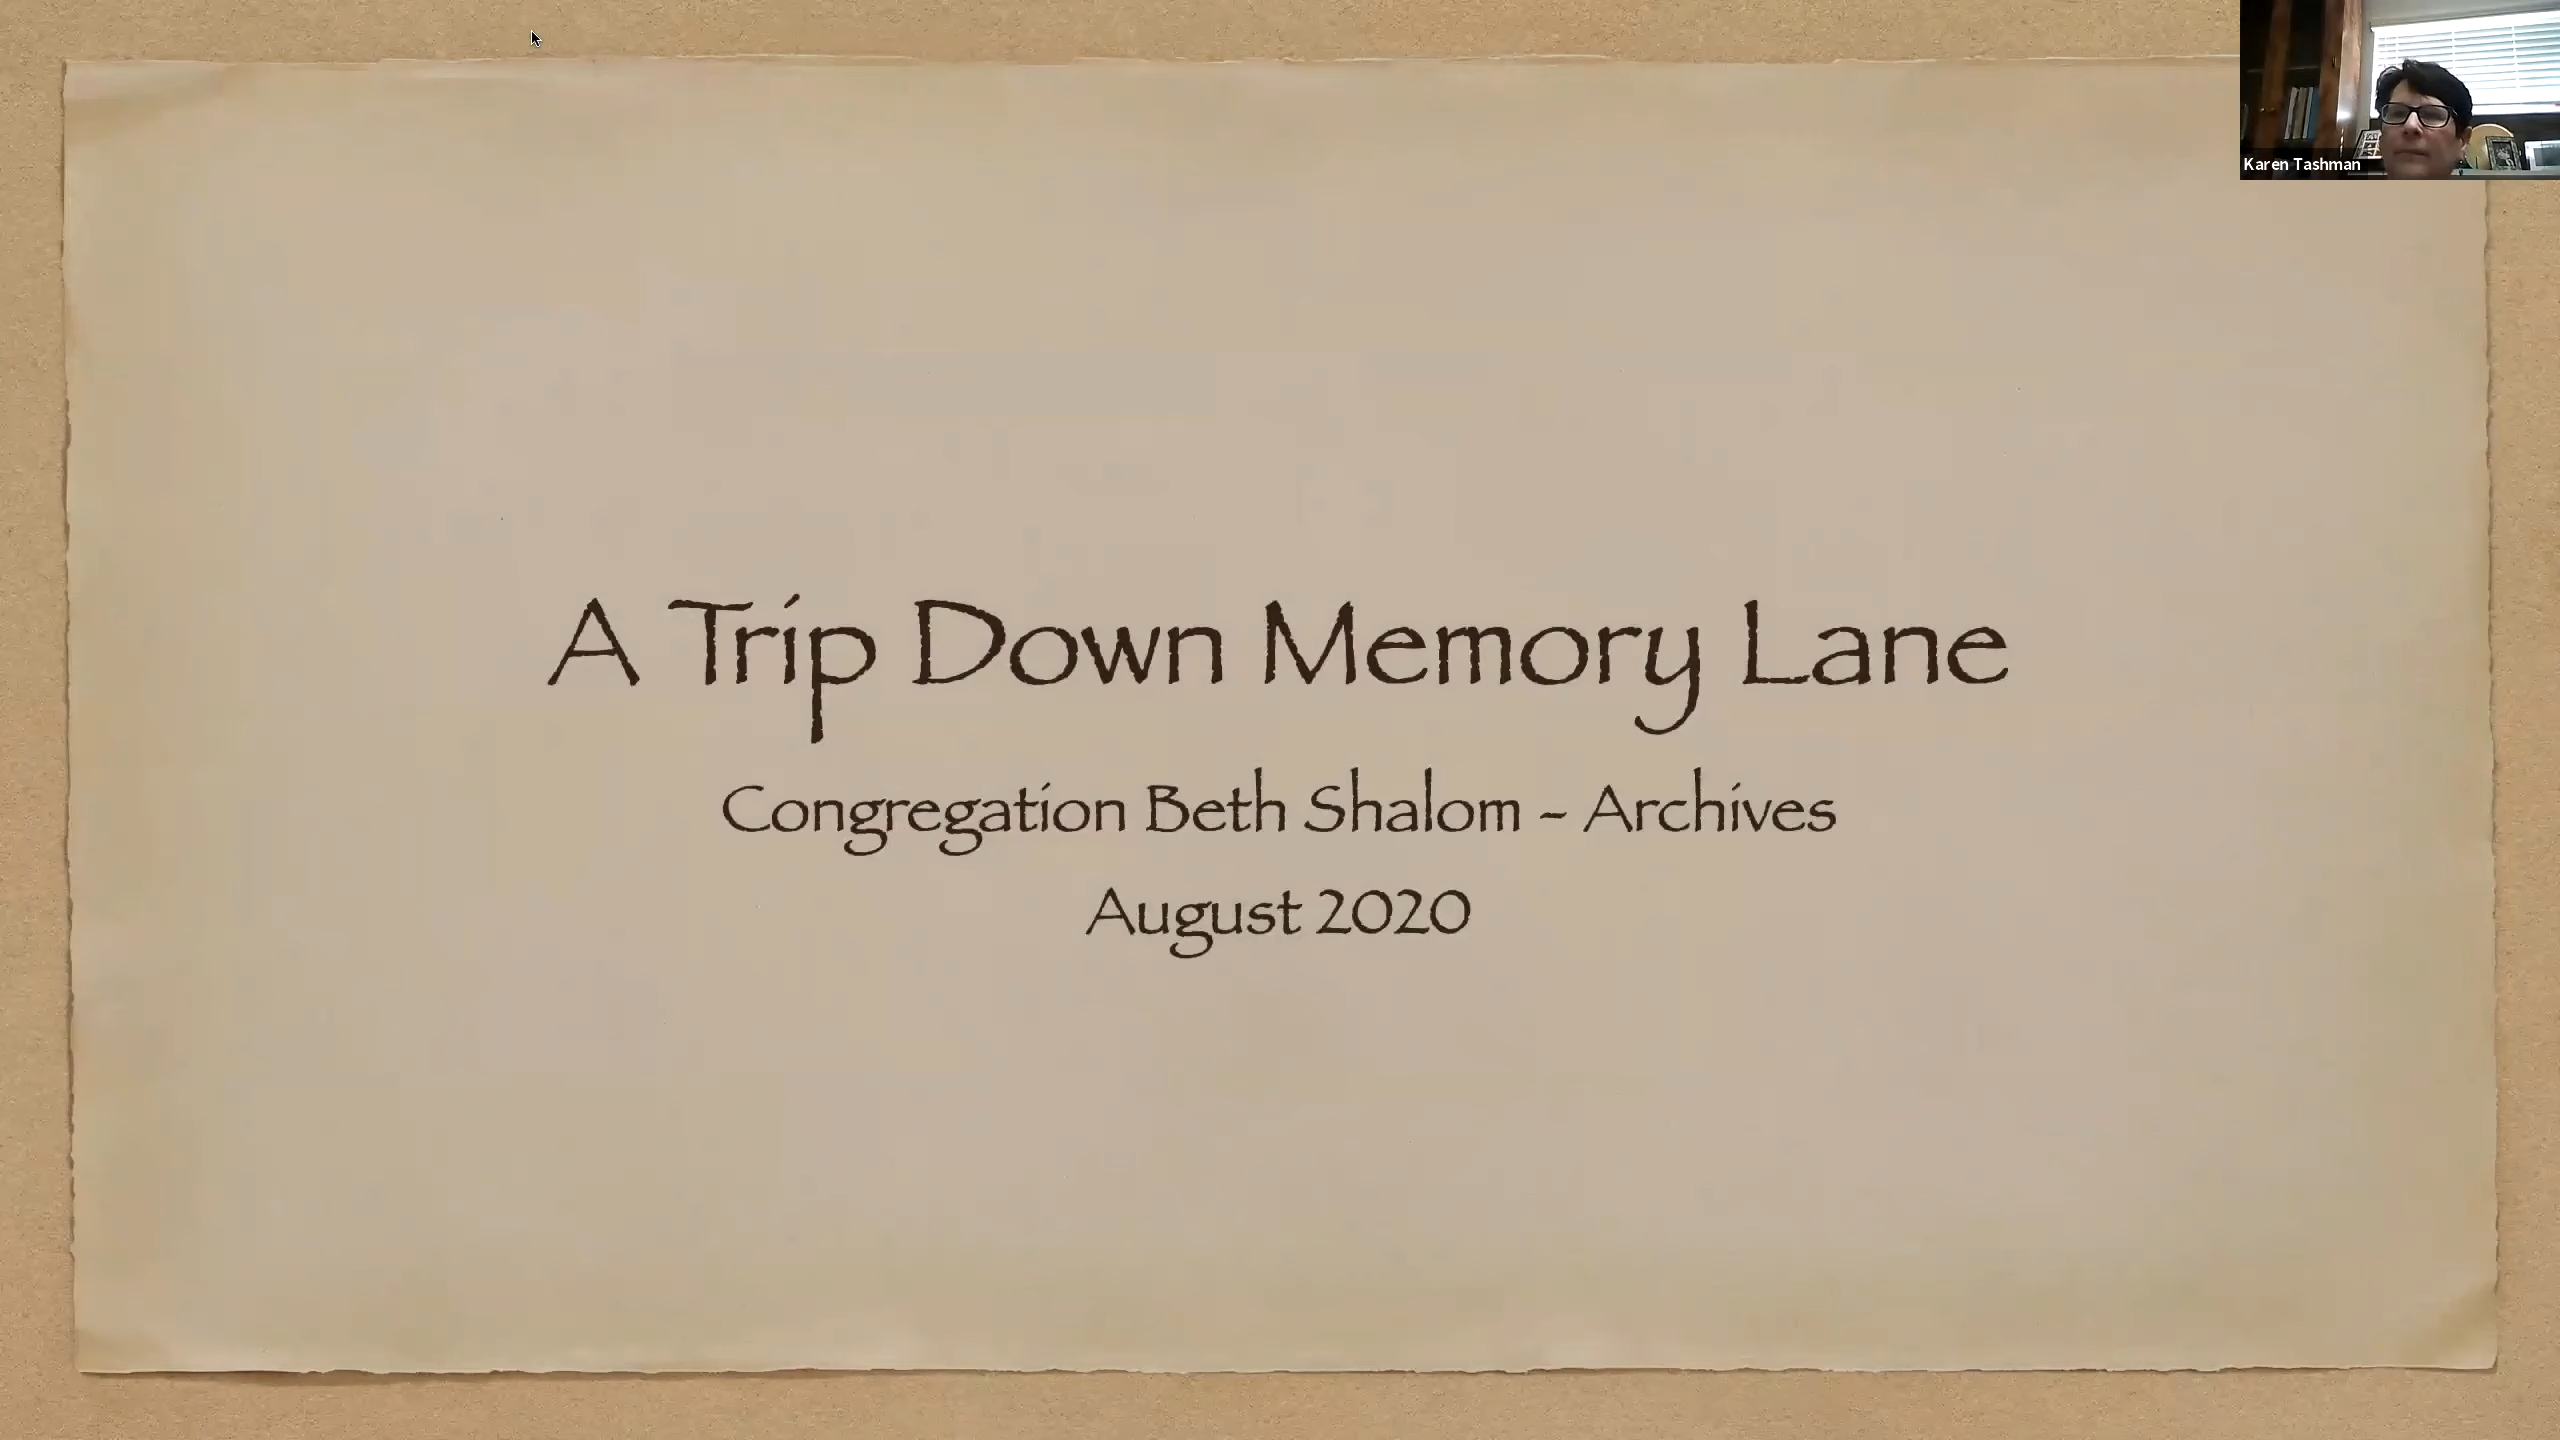 A Trip Down Memory Lane
Congregation Beth Shalom - Archives
August 2020
Karen Tashman